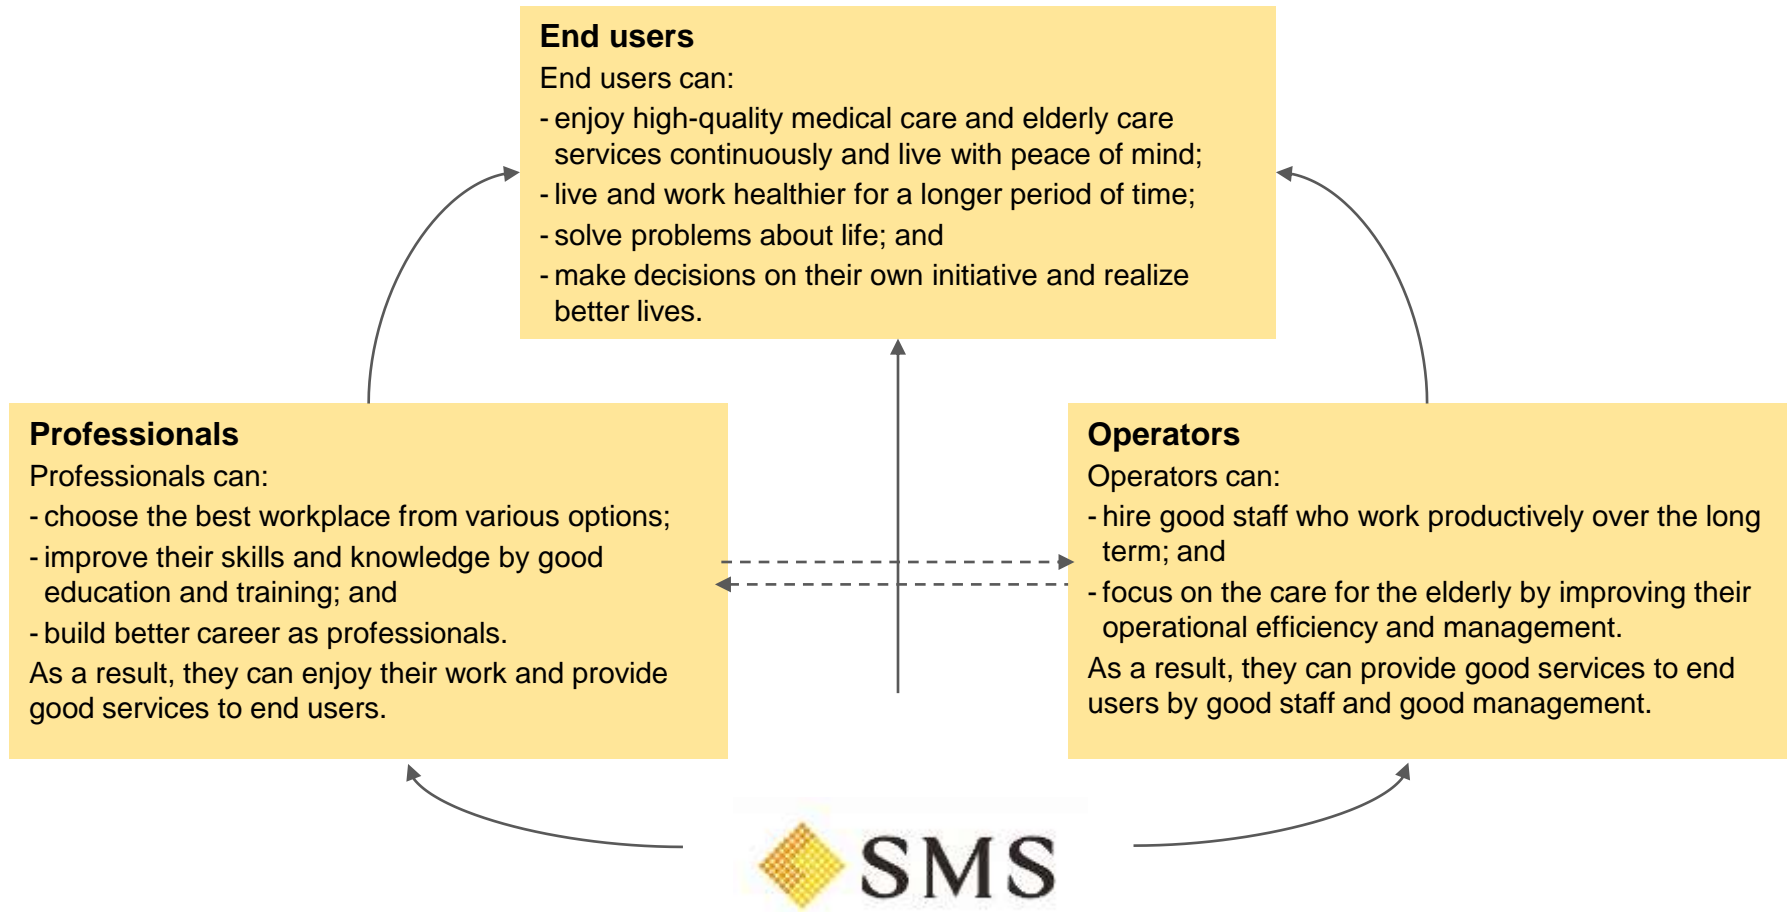 End users
End users can:
- enjoy high-quality medical care and elderly care
services continuously and live with peace of mind;
- live and work healthier for a longer period of time;
- solve problems about life; and
- make decisions on their own initiative and realize
better lives.
Professionals
Professionals can:
- choose the best workplace from various options;
- improve their skills and knowledge by good
education and training; and
- build better career as professionals.
As a result, they can enjoy their work and provide
good services to end users.
Operators
Operators can:
- hire good staff who work productively over the long
term; and
- focus on the care for the elderly by improving their
operational efficiency and management.
As a result, they can provide good services to end
users by good staff and good management.
SMS